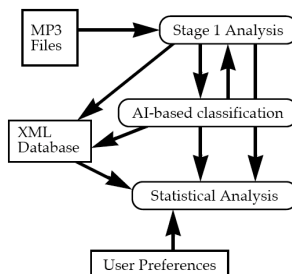 MP3
Files
Stage 1 Analysis
AI-based classification
XML
Database
Statistical Analysis
User Preferences